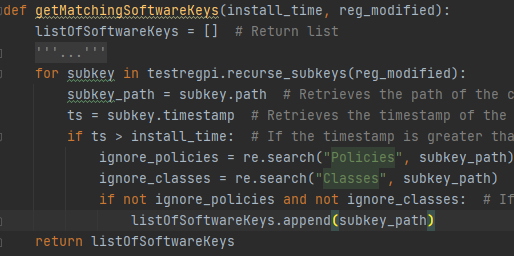 def getMatchingSoftwareKeys(install_time, reg_modified):
listOfSoftwareKeys = []  # Return list
'''...'''
for subkey in testregpi.recurse_subkeys(reg_modified):
subkey_path = subkey.path  # Retrieves the path of the c
ts = subkey.timestamp  # Retrieves the timestamp of the
if ts > install_time:  # If the timestamp is greater tha
ignore_policies = re.search("Policies", subkey_path)
ignore_classes = re.search("Classes", subkey_path)
if not ignore_policies and not ignore_classes:  # If
listOfSoftwareKeys.append(subkey_path)
return listOfSoftwareKeys